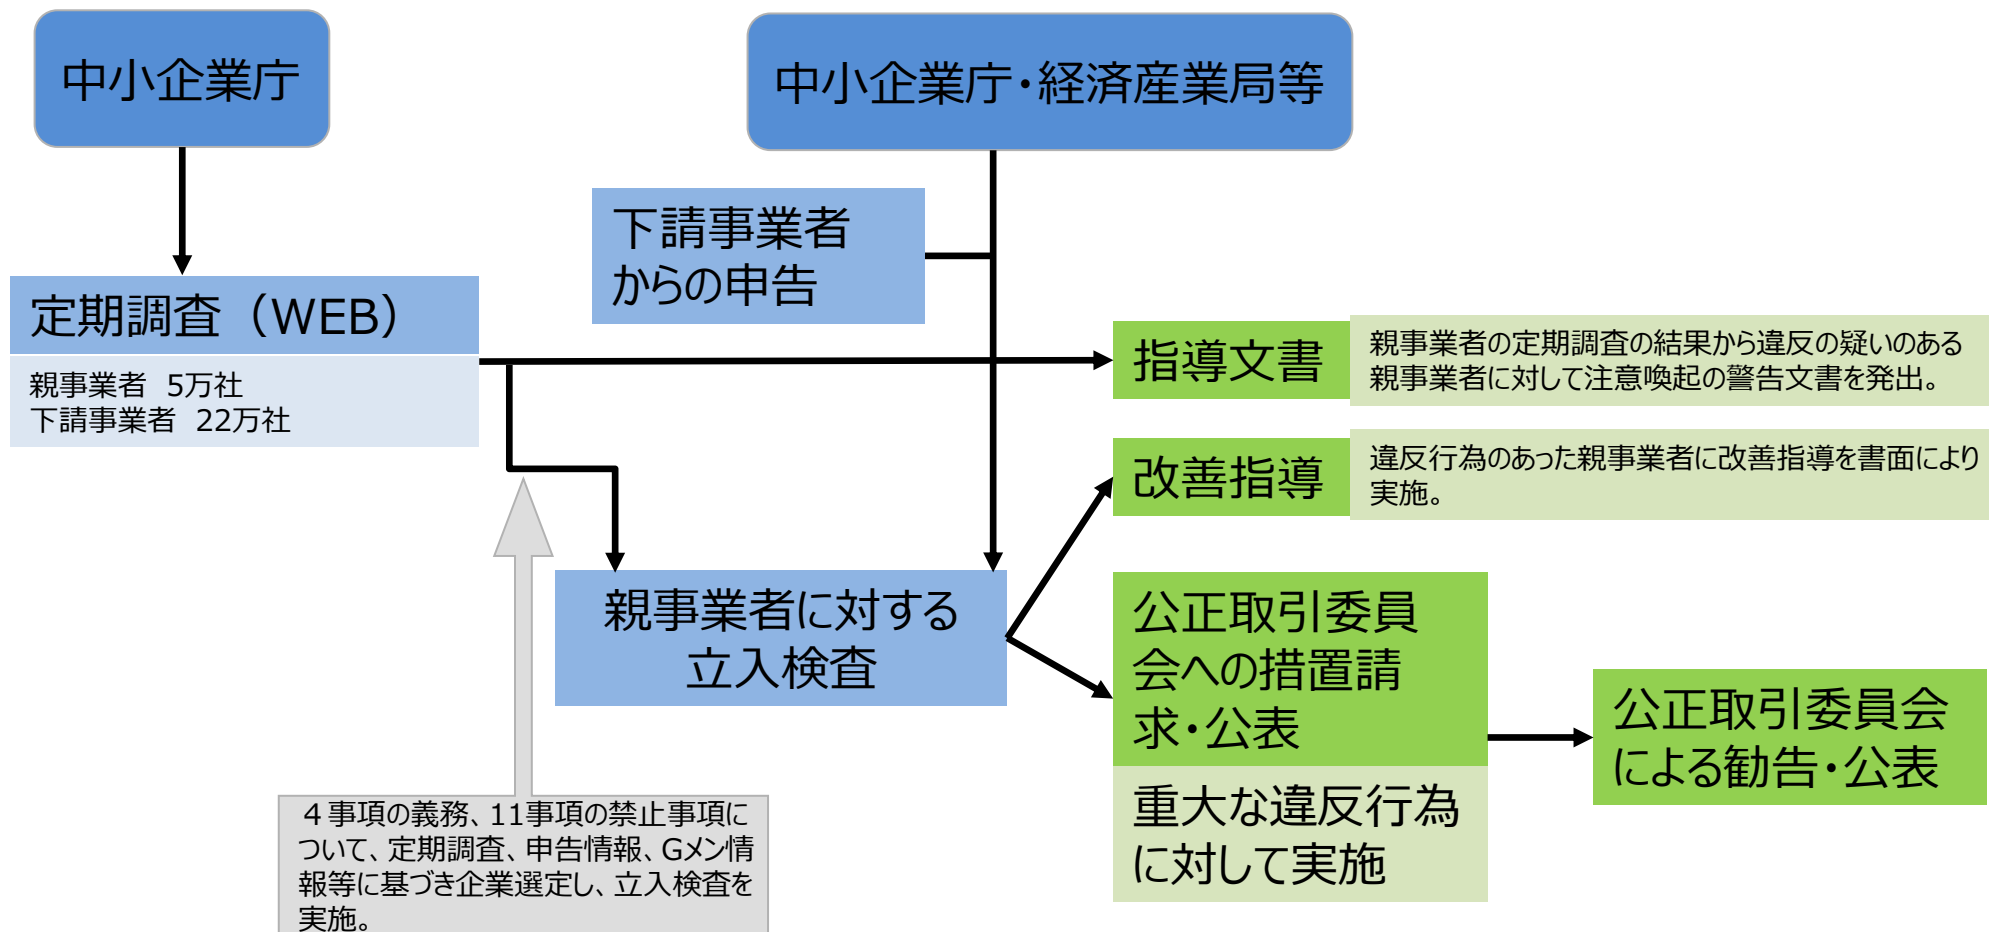 中小企業庁
中小企業庁・経済産業局等
下請事業者
からの申告
定期調査（WEB）
親事業者　5万社
下請事業者　22万社
指導文書
親事業者の定期調査の結果から違反の疑いのある
親事業者に対して注意喚起の警告文書を発出。
改善指導
違反行為のあった親事業者に改善指導を書面により
実施。
親事業者に対する
立入検査
公正取引委員
会への措置請
求・公表
重大な違反行為
に対して実施
公正取引委員会
による勧告・公表
４事項の義務、11事項の禁止事項に
ついて、定期調査、申告情報、Gメン情
報等に基づき企業選定し、立入検査を
実施。